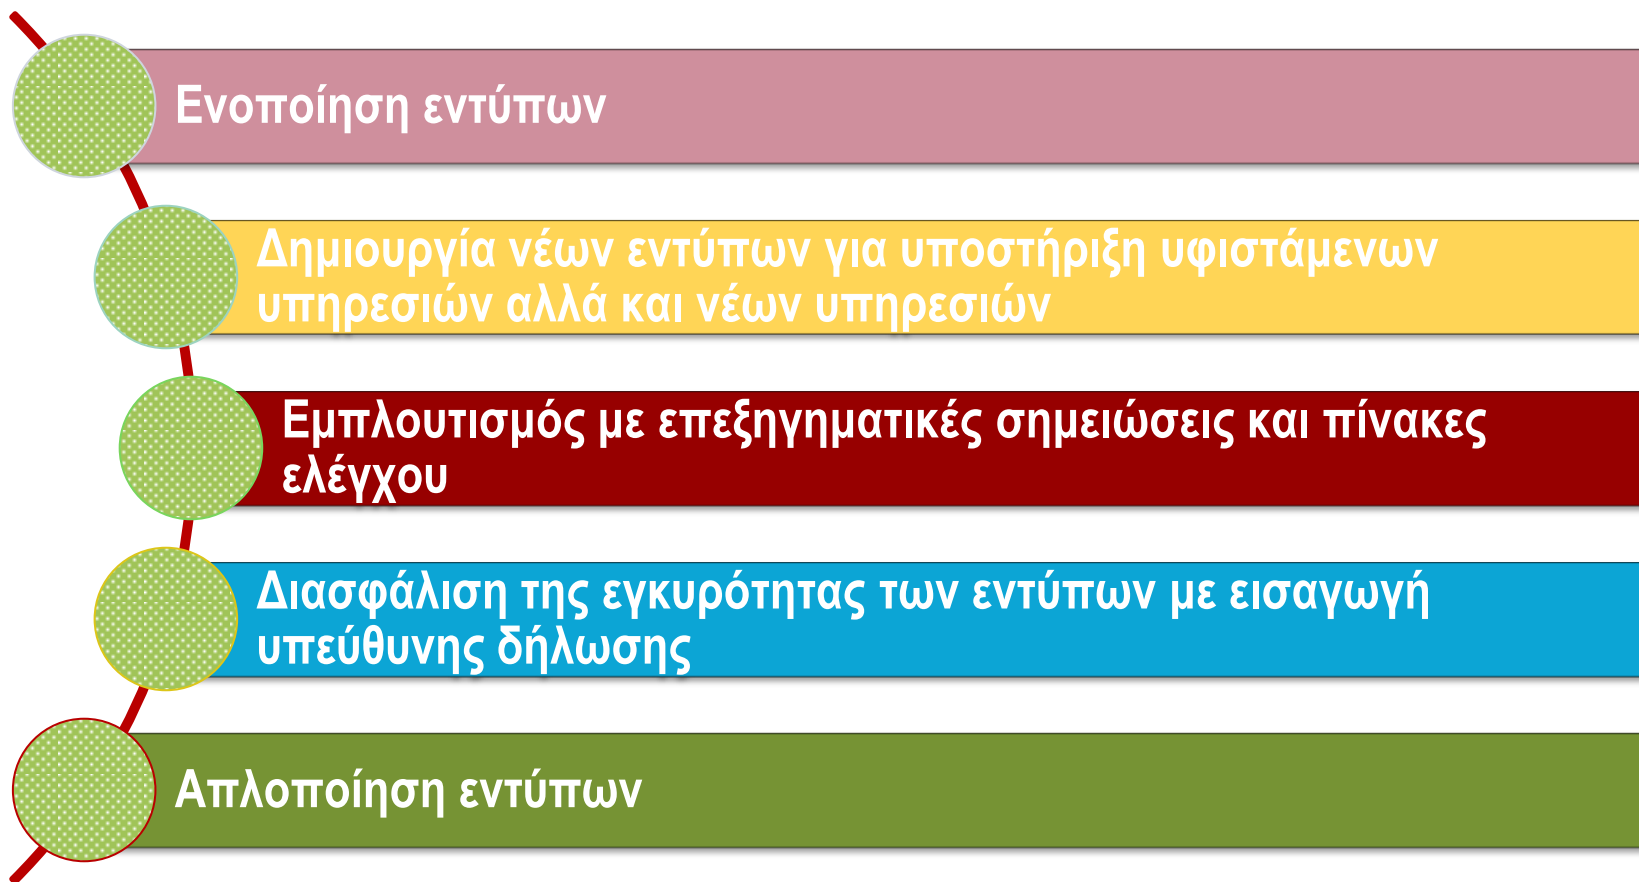 Ενοποίηση εντύπων
Δημιουργία νέων εντύπων για υποστήριξη υφιστάμενων
υπηρεσιών αλλά και νέων υπηρεσιών
Εμπλουτισμός με επεξηγηματικές σημειώσεις και πίνακες
ελέγχου
Διασφάλιση της εγκυρότητας των εντύπων με εισαγωγή
υπεύθυνης δήλωσης
Απλοποίηση εντύπων